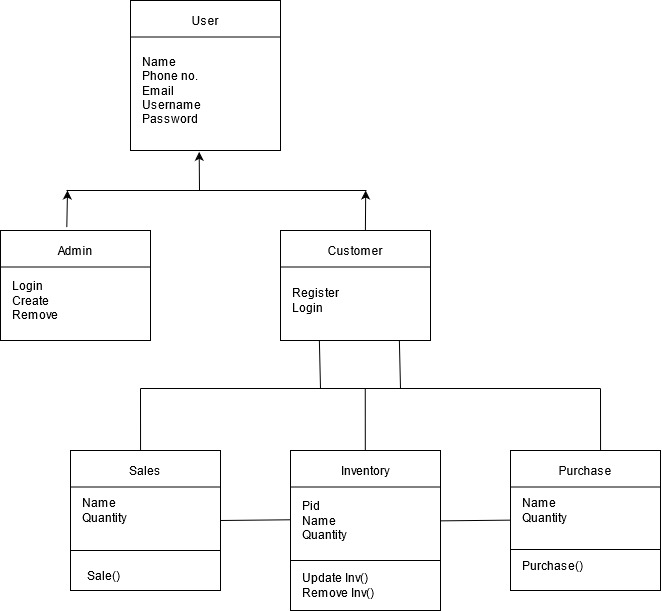 User
Name
Phone no.
Email
Username
Password
Admin
Login
Create
Remove
Customer
Register
Login
Sales
Name
Quantity
Sale()
Inventory
Pid
Name
Quantity
Update Inv()
Remove Inv()
Purchase
Name
Quantity
Purchase()